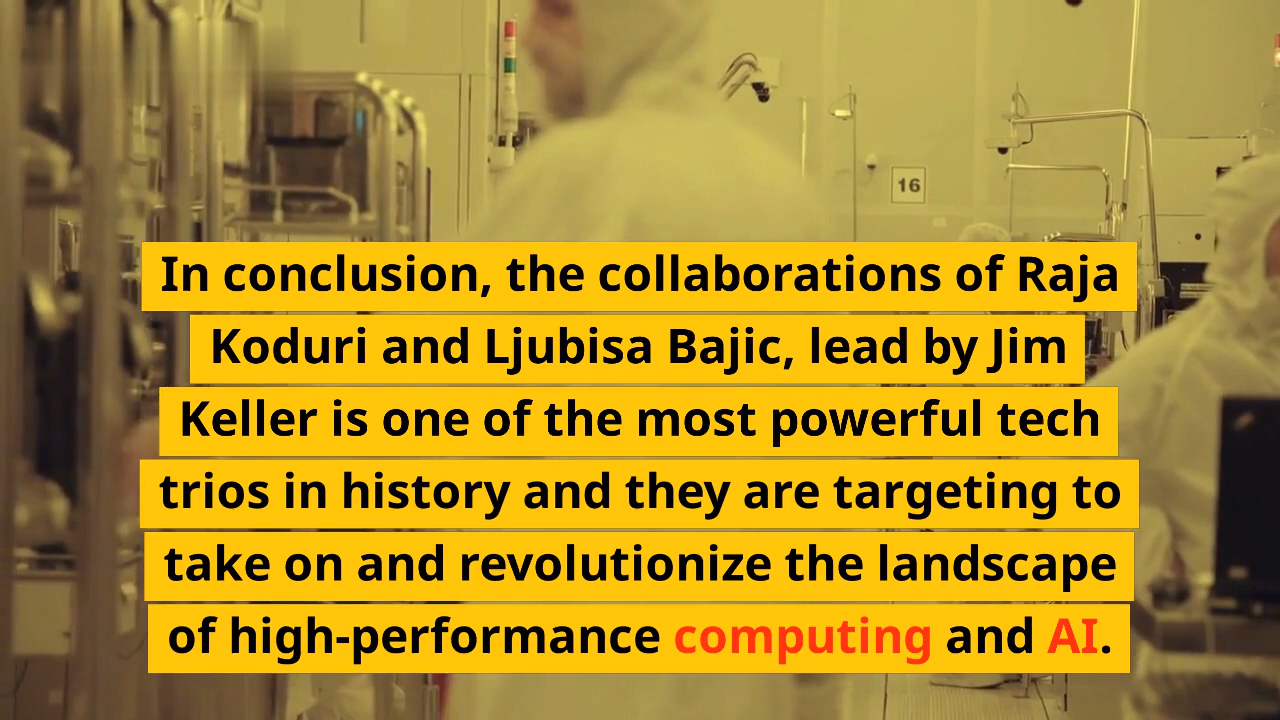 16
In conclusion, the collaborations of Raja
Koduri and Ljubisa Bajic, lead by Jim
Keller is one of the most powerful tech
trios in history and they are targeting to
take on and revolutionize the landscape
of high-performance computing and AI.